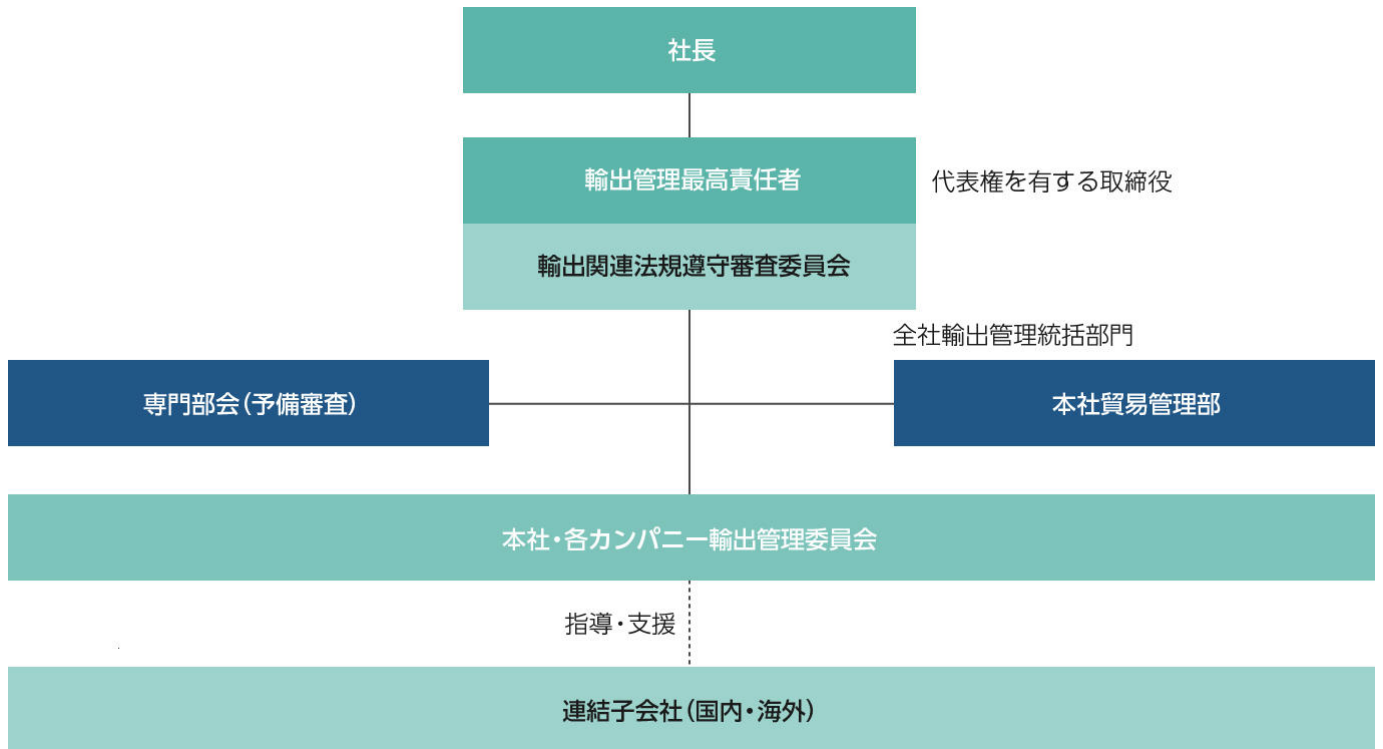 社長
輸出管理最高責任者
代表権を有する取締役
輸出関連法規遵守審査委員会
全社輸出管理統括部門
専門部会(予備審査)
本社貿易管理部
本社・各カンパニー輸出管理委員会
指導・支援
連結子会社(国内・海外)